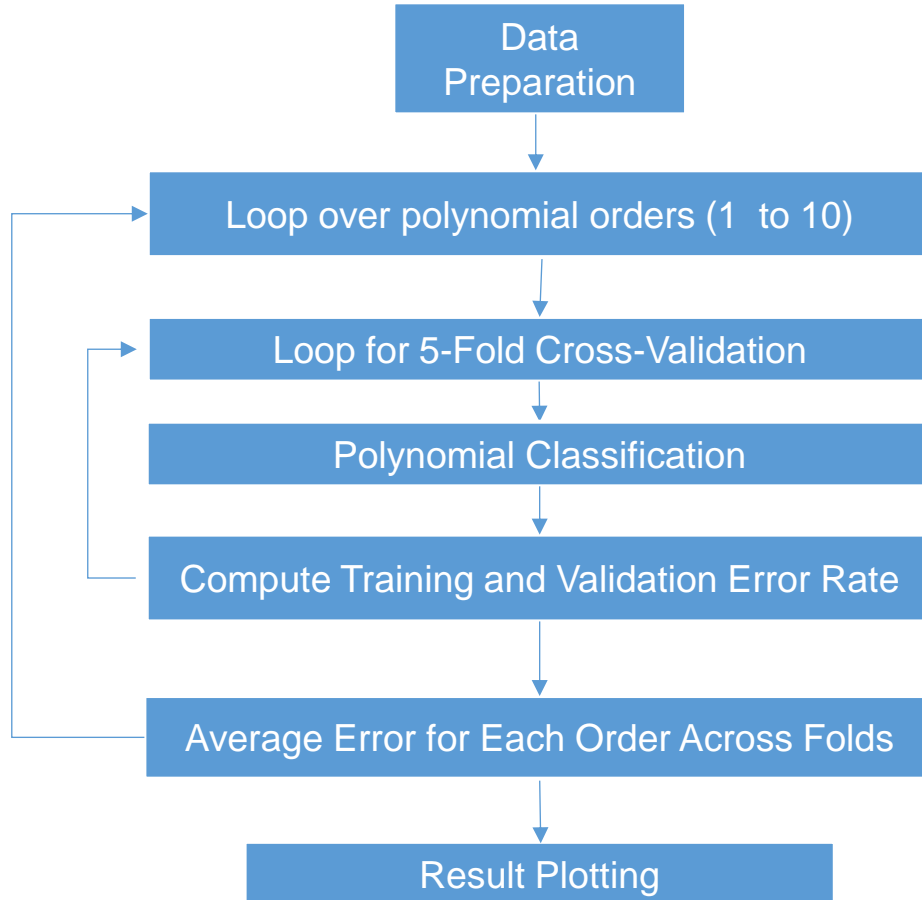 Data
Preparation
Loop over polynomial orders (1  to 10)
Loop for 5-Fold Cross-Validation
Polynomial Classification
Compute Training and Validation Error Rate
Average Error for Each Order Across Folds
Result Plotting